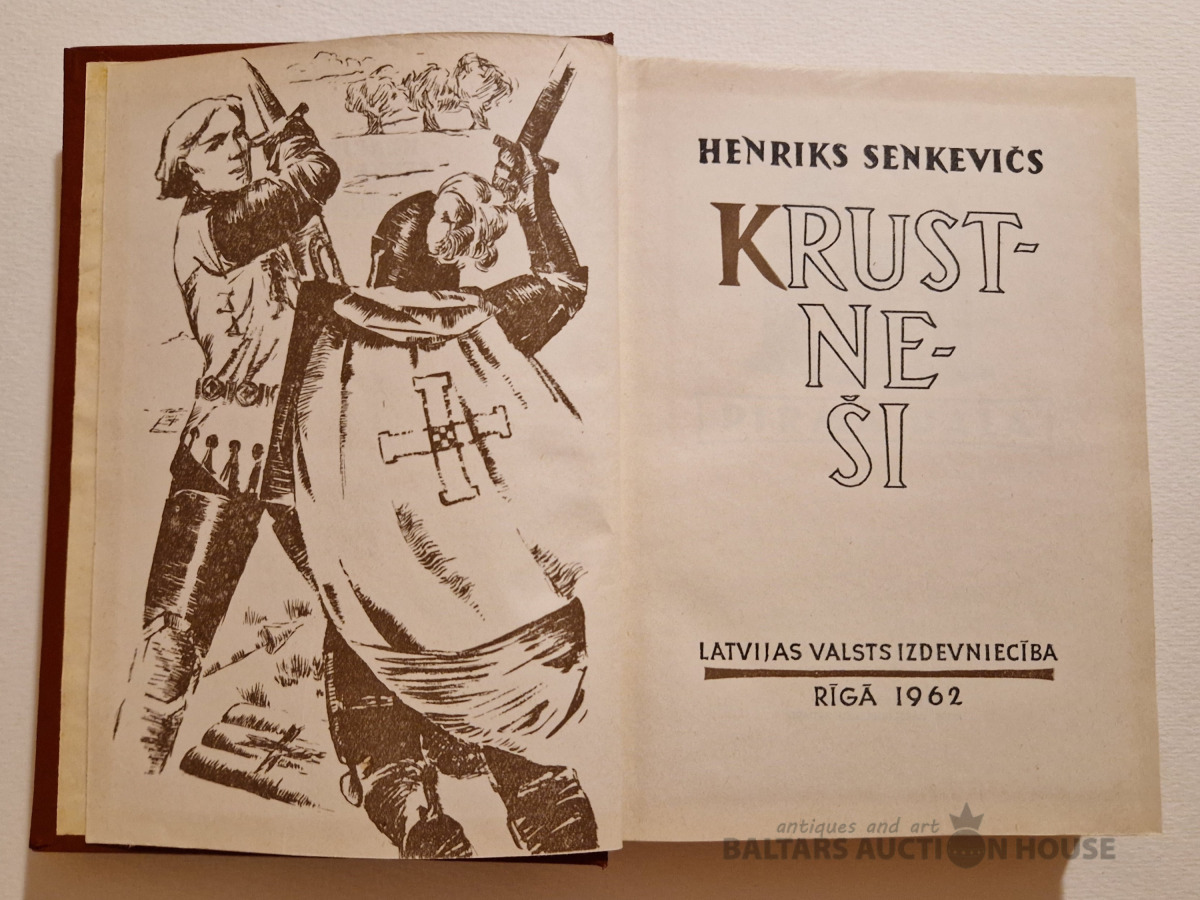 HENRIKS SENKEVIČS
KRUST-
NE-
ŠI
LATVIJAS VALSTS IZDEVNIECĪBA
RĪGĀ 1962
antiques and art
BALTARS AUCTION HOUSE